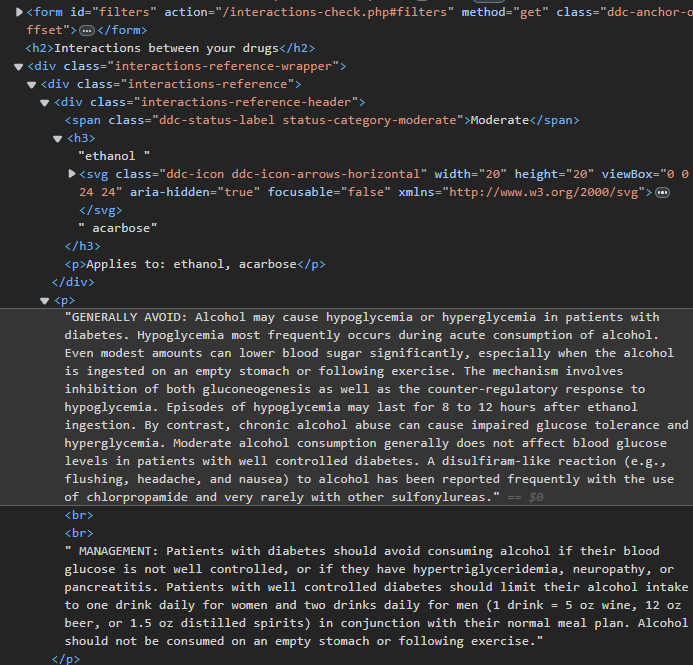 ▶<form id="filters" action="/interactions-check.php#filters" method="get" class="ddc-anchor-o
ffset">⋯</form>
<h2>Interactions between your drugs</h2>
▼<div class="interactions-reference-wrapper">
▼<div class="interactions-reference">
▼<div class="interactions-reference-header">
<span class="ddc-status-label status-category-moderate">Moderate</span>
▼<h3>
"ethanol "
▶<svg class="ddc-icon ddc-icon-arrows-horizontal" width="20" height="20" viewBox="0 0
24 24" aria-hidden="true" focusable="false" xmlns="http://www.w3.org/2000/svg">⋯
</svg>
" acarbose"
</h3>
<p>Applies to: ethanol, acarbose</p>
</div>
▼<p>
"GENERALLY AVOID: Alcohol may cause hypoglycemia or hyperglycemia in patients with
diabetes. Hypoglycemia most frequently occurs during acute consumption of alcohol.
Even modest amounts can lower blood sugar significantly, especially when the alcohol
is ingested on an empty stomach or following exercise. The mechanism involves
inhibition of both gluconeogenesis as well as the counter-regulatory response to
hypoglycemia. Episodes of hypoglycemia may last for 8 to 12 hours after ethanol
ingestion. By contrast, chronic alcohol abuse can cause impaired glucose tolerance and
hyperglycemia. Moderate alcohol consumption generally does not affect blood glucose
levels in patients with well controlled diabetes. A disulfiram-like reaction (e.g.,
flushing, headache, and nausea) to alcohol has been reported frequently with the use
of chlorpropamide and very rarely with other sulfonylureas." == $0
<br>
<br>
" MANAGEMENT: Patients with diabetes should avoid consuming alcohol if their blood
glucose is not well controlled, or if they have hypertriglyceridemia, neuropathy, or
pancreatitis. Patients with well controlled diabetes should limit their alcohol intake
to one drink daily for women and two drinks daily for men (1 drink = 5 oz wine, 12 oz
beer, or 1.5 oz distilled spirits) in conjunction with their normal meal plan. Alcohol
should not be consumed on an empty stomach or following exercise."
</p>